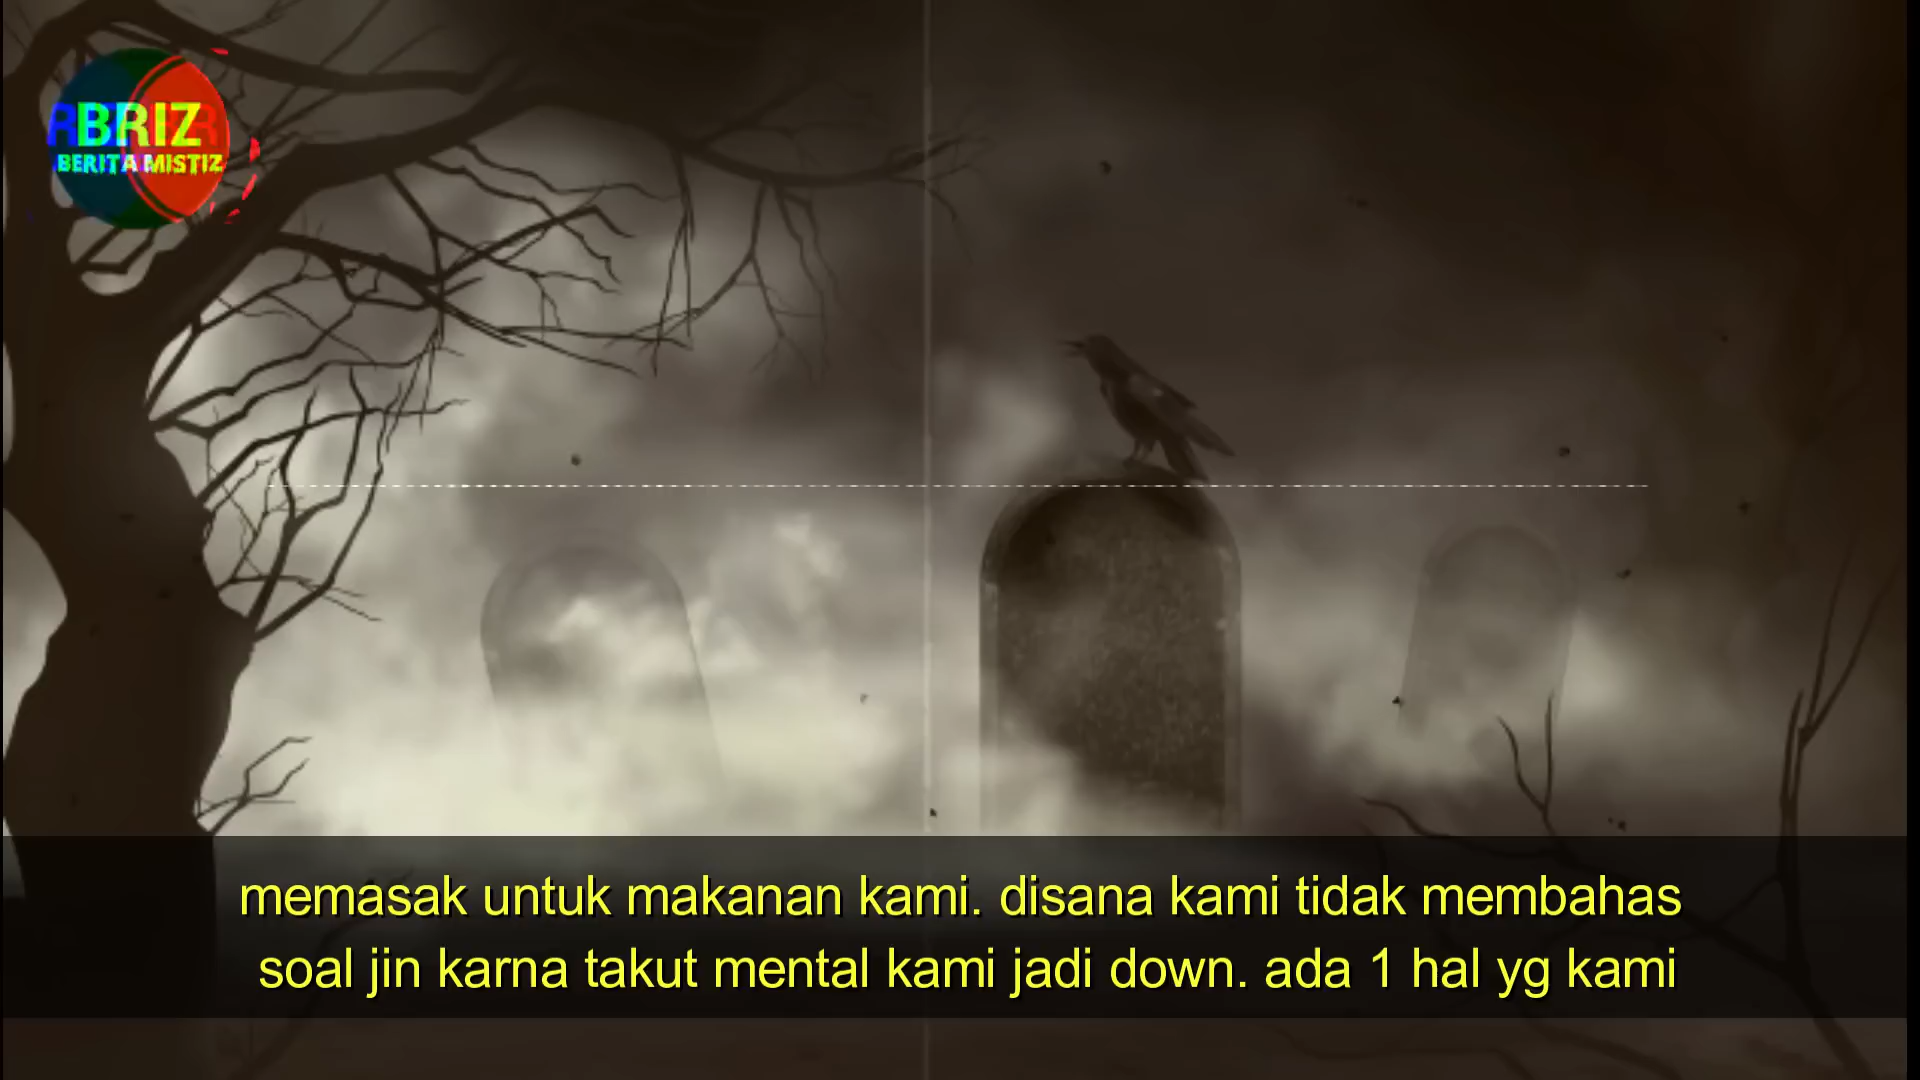 BRIZ
BERITA MISTIZ
memasak untuk makanan kami. disana kami tidak membahas
soal jin karna takut mental kami jadi down. ada 1 hal yg kami